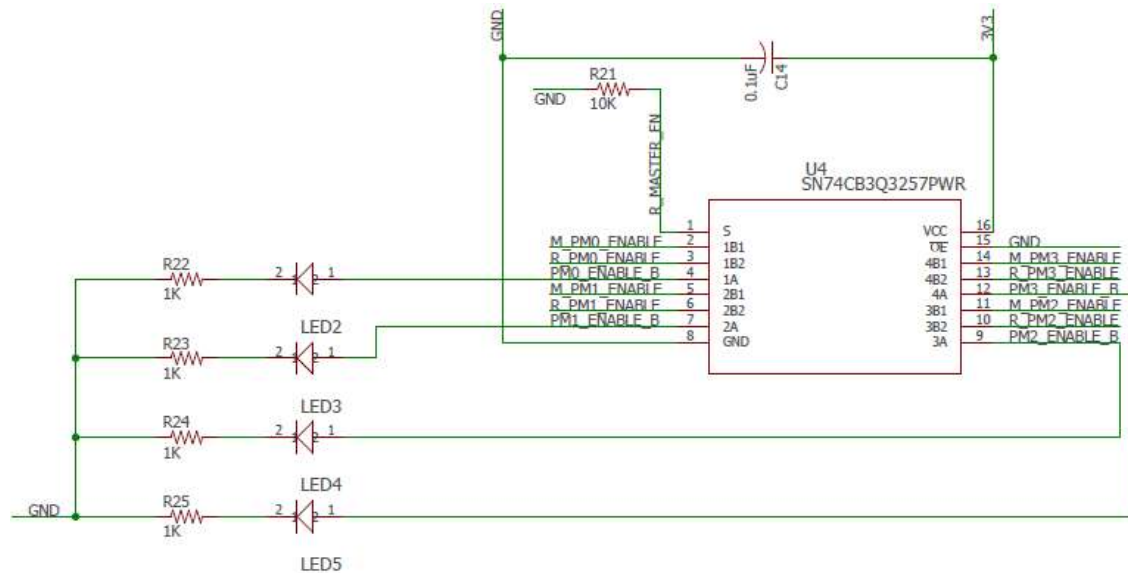 GND
3V3
0.1uF
C14
R21
GND
10K
R_MASTER_EN
U4
SN74CB3Q3257PWR
1 S VCC 16
M_PM0_ENABLE 2 1B1 OE 15 GND
R_PM0_ENABLE 3 1B2 4B1 14 M_PM3_ENABLE
PM0_ENABLE_B 4 1A 4B2 13 R_PM3_ENABLE
M_PM1_ENABLE 5 2B1 4A 12 PM3_ENABLE_B
R_PM1_ENABLE 6 2B2 3B1 11 M_PM2_ENABLE
PM1_ENABLE_B 7 2A 3B2 10 R_PM2_ENABLE
8 GND 3A 9 PM2_ENABLE_B
R22 2 1
1K
LED2
R23 2 1
1K
LED3
R24 2 1
1K
LED4
R25 2 1
GND
1K
LED5